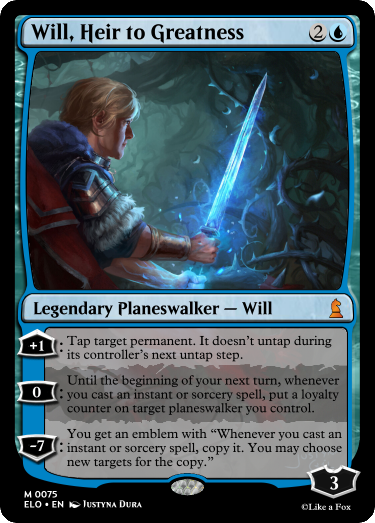 Will, Heir to Greatness 2
Legendary Planeswalker — Will
+1 : Tap target permanent. It doesn't untap during
its controller's next untap step.
0 : Until the beginning of your next turn, whenever
you cast an instant or sorcery spell, put a loyalty
counter on target planeswalker you control.
-7 : You get an emblem with “Whenever you cast an
instant or sorcery spell, copy it. You may choose
new targets for the copy.”
3
M 0075
ELO • EN Justyna Dura
©Like a Fox